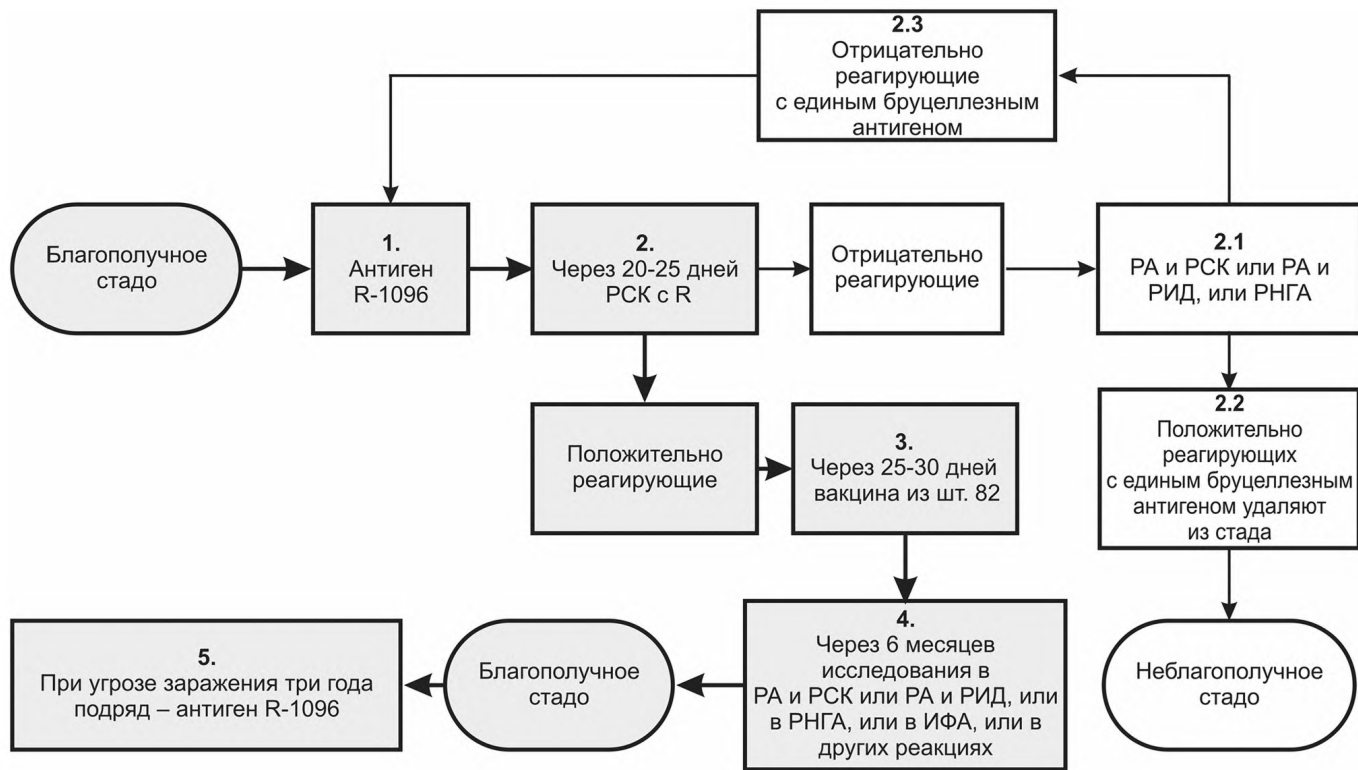 2.3
Отрицательно
реагирующие
с единым бруцеллезным
антигеном
Благополучное
стадо
1.
Антиген
R-1096
2.
Через 20-25 дней
РСК с R
Отрицательно
реагирующие
2.1
РА и РСК или РА и
РИД, или РНГА
Положительно
реагирующие
3.
Через 25-30 дней
вакцина из шт. 82
2.2
Положительно
реагирующих
с единым бруцеллезным
антигеном удаляют
из стада
5.
При угрозе заражения три года
подряд – антиген R-1096
Благополучное
стадо
4.
Через 6 месяцев
исследования в
РА и РСК или РА и РИД, или
в РНГА, или в ИФА, или в
других реакциях
Неблагополучное
стадо